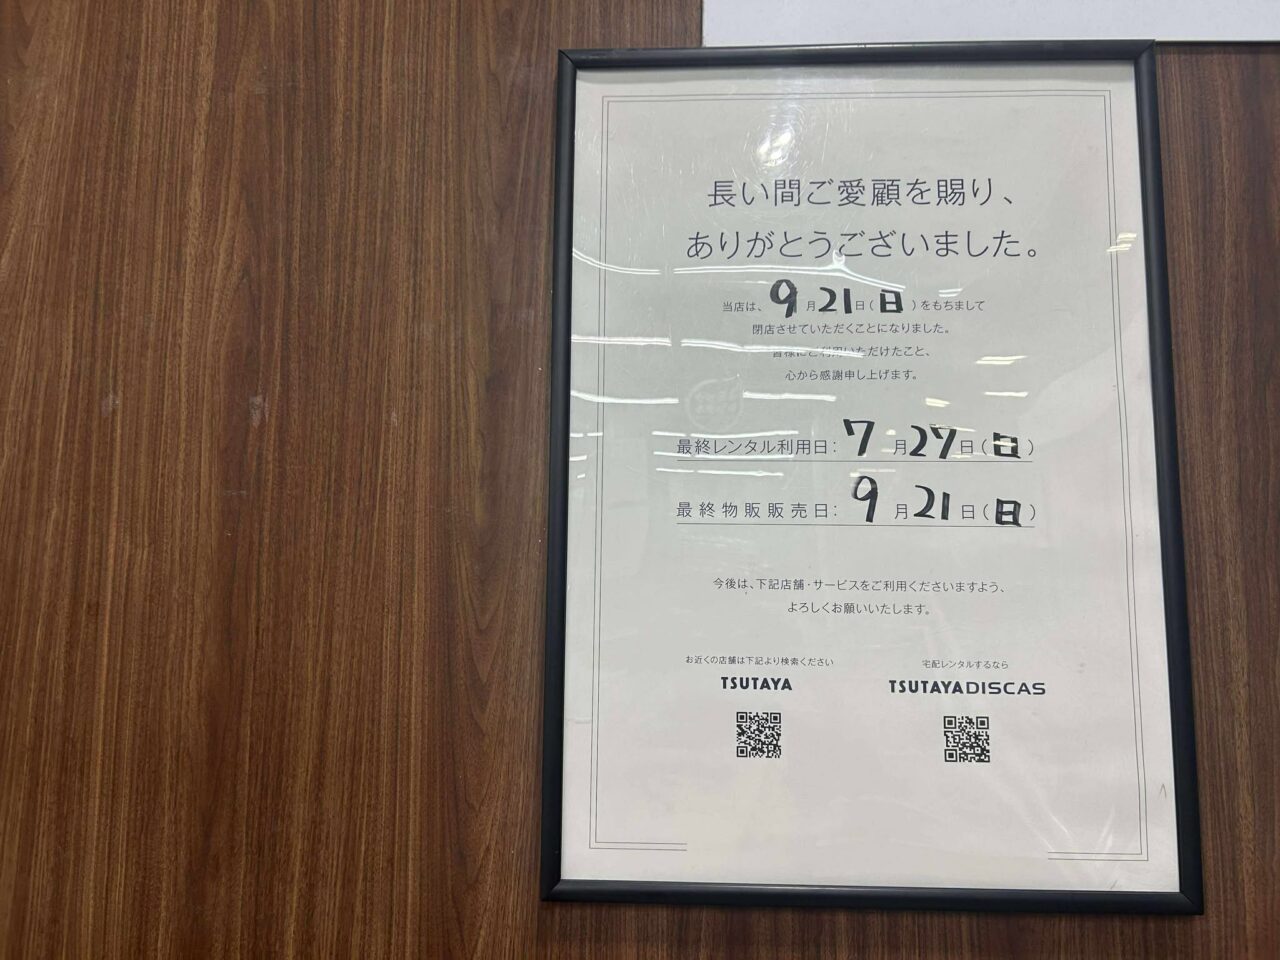 長い間ご愛顧を賜り、
ありがとうございました。
当店は、9月21日(日)をもちまして
閉店させていただくことになりました。
皆様にご利用いただけたこと、
心から感謝申し上げます。
最終レンタル利用日：7月27日(日)
最終物販販売日：9月21日(日)
今後は、下記店舗・サービスをご利用くださいますよう、
よろしくお願いいたします。
お近くの店舗は下記より検索ください
TSUTAYA
宅配レンタルするなら
TSUTAYADISCAS